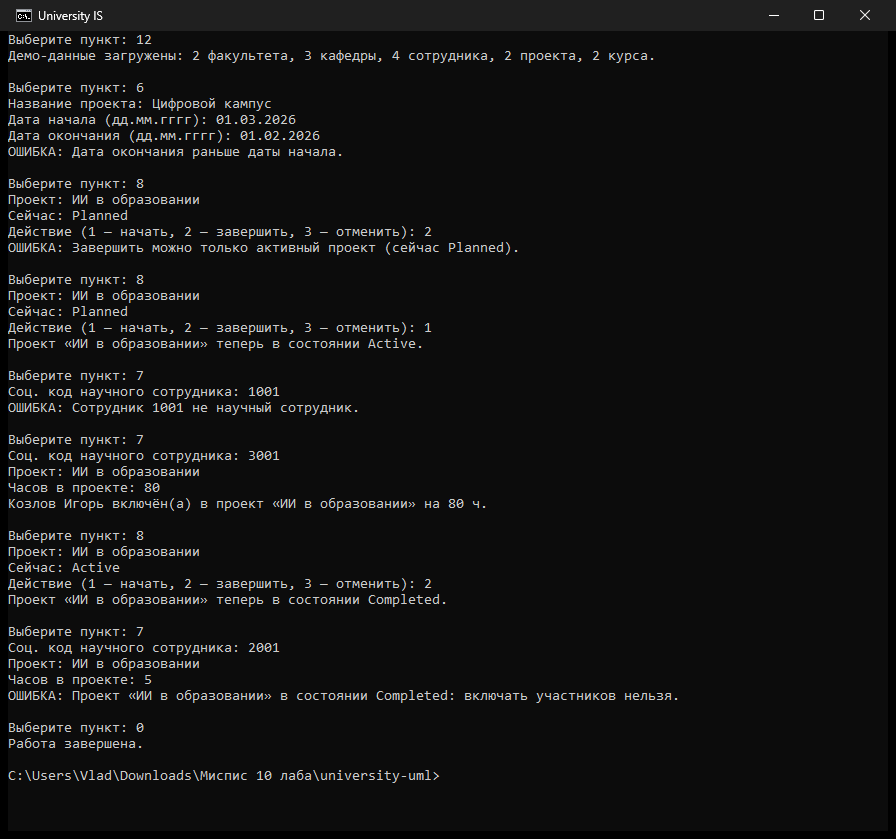 University IS
Выберите пункт: 12
Демо-данные загружены: 2 факультета, 3 кафедры, 4 сотрудника, 2 проекта, 2 курса.
Выберите пункт: 6
Название проекта: Цифровой кампус
Дата начала (дд.мм.гггг): 01.03.2026
Дата окончания (дд.мм.гггг): 01.02.2026
ОШИБКА: Дата окончания раньше даты начала.
Выберите пункт: 8
Проект: ИИ в образовании
Сейчас: Planned
Действие (1 — начать, 2 — завершить, 3 — отменить): 2
ОШИБКА: Завершить можно только активный проект (сейчас Planned).
Выберите пункт: 8
Проект: ИИ в образовании
Сейчас: Planned
Действие (1 — начать, 2 — завершить, 3 — отменить): 1
Проект «ИИ в образовании» теперь в состоянии Active.
Выберите пункт: 7
Соц. код научного сотрудника: 1001
ОШИБКА: Сотрудник 1001 не научный сотрудник.
Выберите пункт: 7
Соц. код научного сотрудника: 3001
Проект: ИИ в образовании
Часов в проекте: 80
Козлов Игорь включён(а) в проект «ИИ в образовании» на 80 ч.
Выберите пункт: 8
Проект: ИИ в образовании
Сейчас: Active
Действие (1 — начать, 2 — завершить, 3 — отменить): 2
Проект «ИИ в образовании» теперь в состоянии Completed.
Выберите пункт: 7
Соц. код научного сотрудника: 2001
Проект: ИИ в образовании
Часов в проекте: 5
ОШИБКА: Проект «ИИ в образовании» в состоянии Completed: включать участников нельзя.
Выберите пункт: 0
Работа завершена.
C:\Users\Vlad\Downloads\Миспис 10 лаба\university-uml>